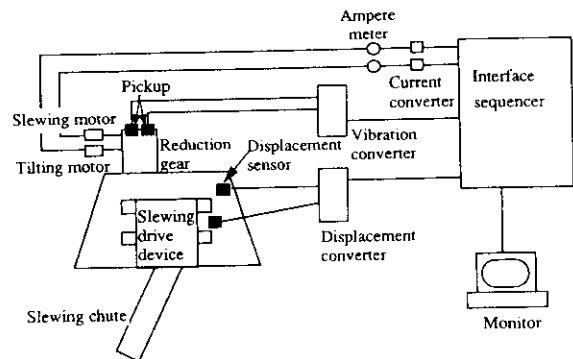 Ampere
meter
Pickup
Current
converter
Interface
sequencer
Slewing motor
Reduction
gear
Displacement
sensor
Vibration
converter
Tilting motor
Slewing
drive
device
Displacement
converter
Slewing chute
Monitor